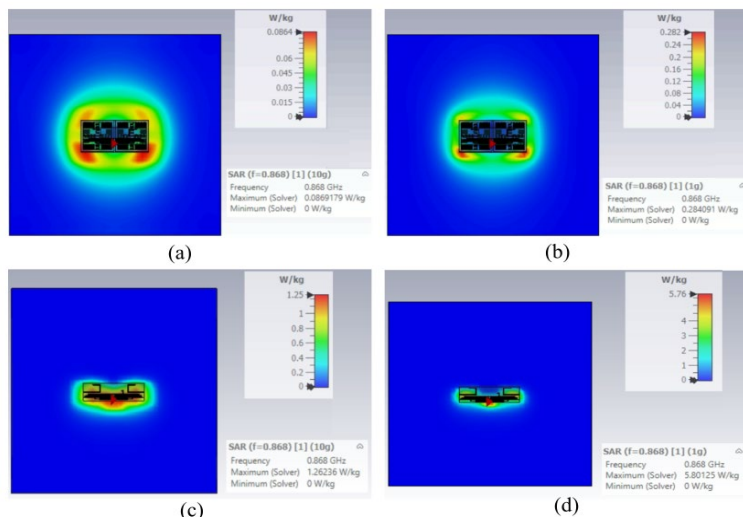 W/kg
0.0864
0.06
0.045
0.03
0.015
0
SAR (f=0.868) [1] (10g)
Frequency 0.868 GHz
Maximum (Solver) 0.0869179 W/kg
Minimum (Solver) 0 W/kg
(a)
W/kg
0.282
0.2
0.16
0.12
0.08
0.04
0
SAR (f=0.868) [1] (1g)
Frequency 0.868 GHz
Maximum (Solver) 0.284091 W/kg
Minimum (Solver) 0 W/kg
(b)
W/kg
1.25
1
0.8
0.6
0.4
0.2
0
SAR (f=0.868) [1] (10g)
Frequency 0.868 GHz
Maximum (Solver) 1.26236 W/kg
Minimum (Solver) 0 W/kg
(c)
W/kg
5.76
4
3
2
1
0
SAR (f=0.868) [1] (1g)
Frequency 0.868 GHz
Maximum (Solver) 5.80125 W/kg
Minimum (Solver) 0 W/kg
(d)